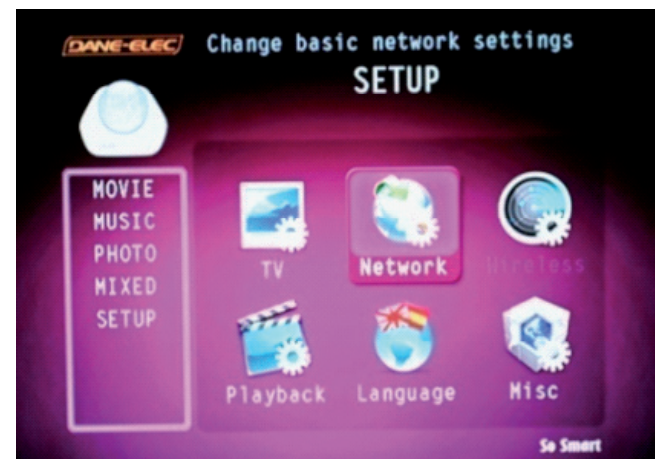 DANE-ELEC
Change basic network settings
SETUP
MOVIE
MUSIC
PHOTO
MIXED
SETUP
TV
Network
Wireless
Playback
Language
Misc
So Smart